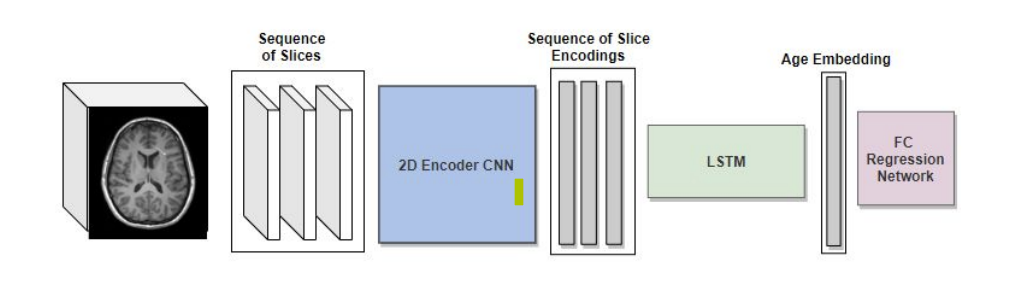 Sequence
of Slices
2D Encoder CNN
Sequence of Slice
Encodings
LSTM
Age Embedding
FC
Regression
Network